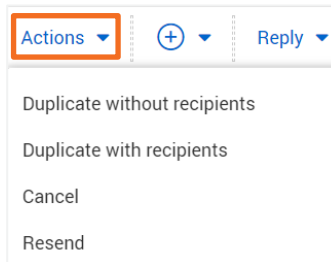 Actions Reply
Duplicate without recipients
Duplicate with recipients
Cancel
Resend